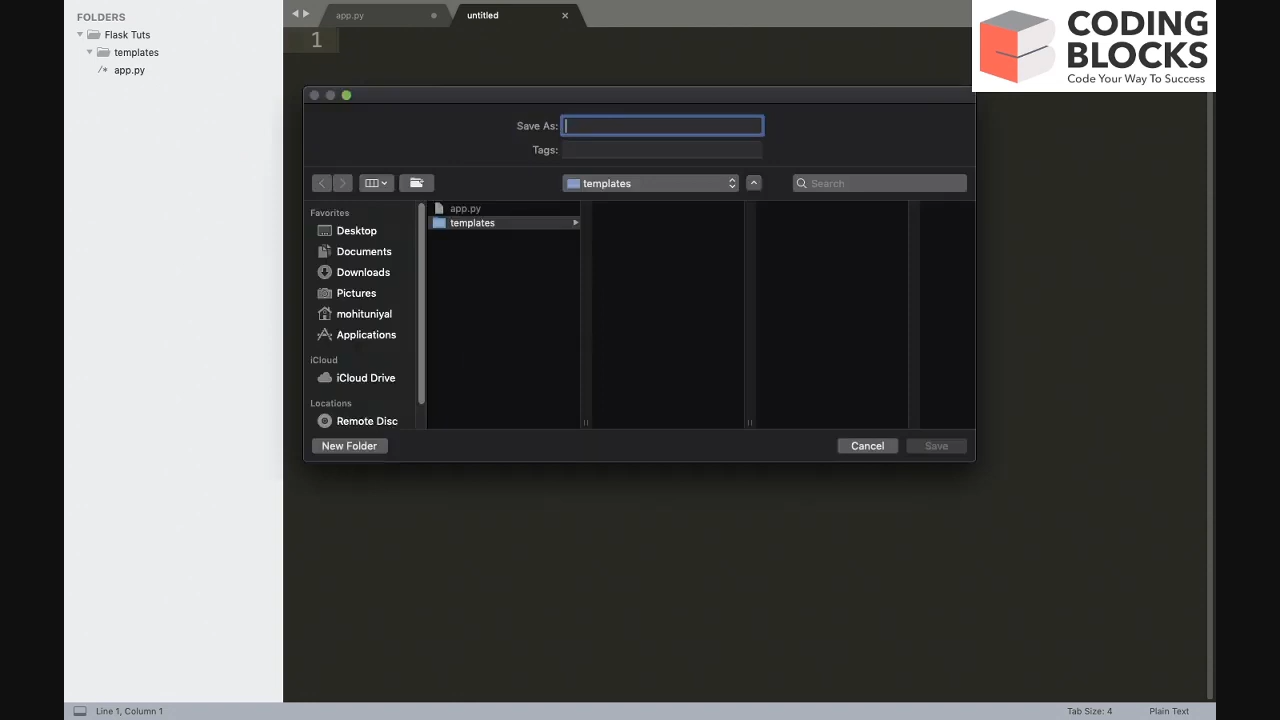 FOLDERS
Flask Tuts
templates
/* app.py
app.py
untitled
1
CODING
BLOCKS
Code Your Way To Success
Save As:
Tags:
templates
Search
Favorites
Desktop
Documents
Downloads
Pictures
mohituniyal
Applications
iCloud
iCloud Drive
Locations
Remote Disc
app.py
templates
New Folder
Cancel
Save
Line 1, Column 1
Tab Size: 4
Plain Text